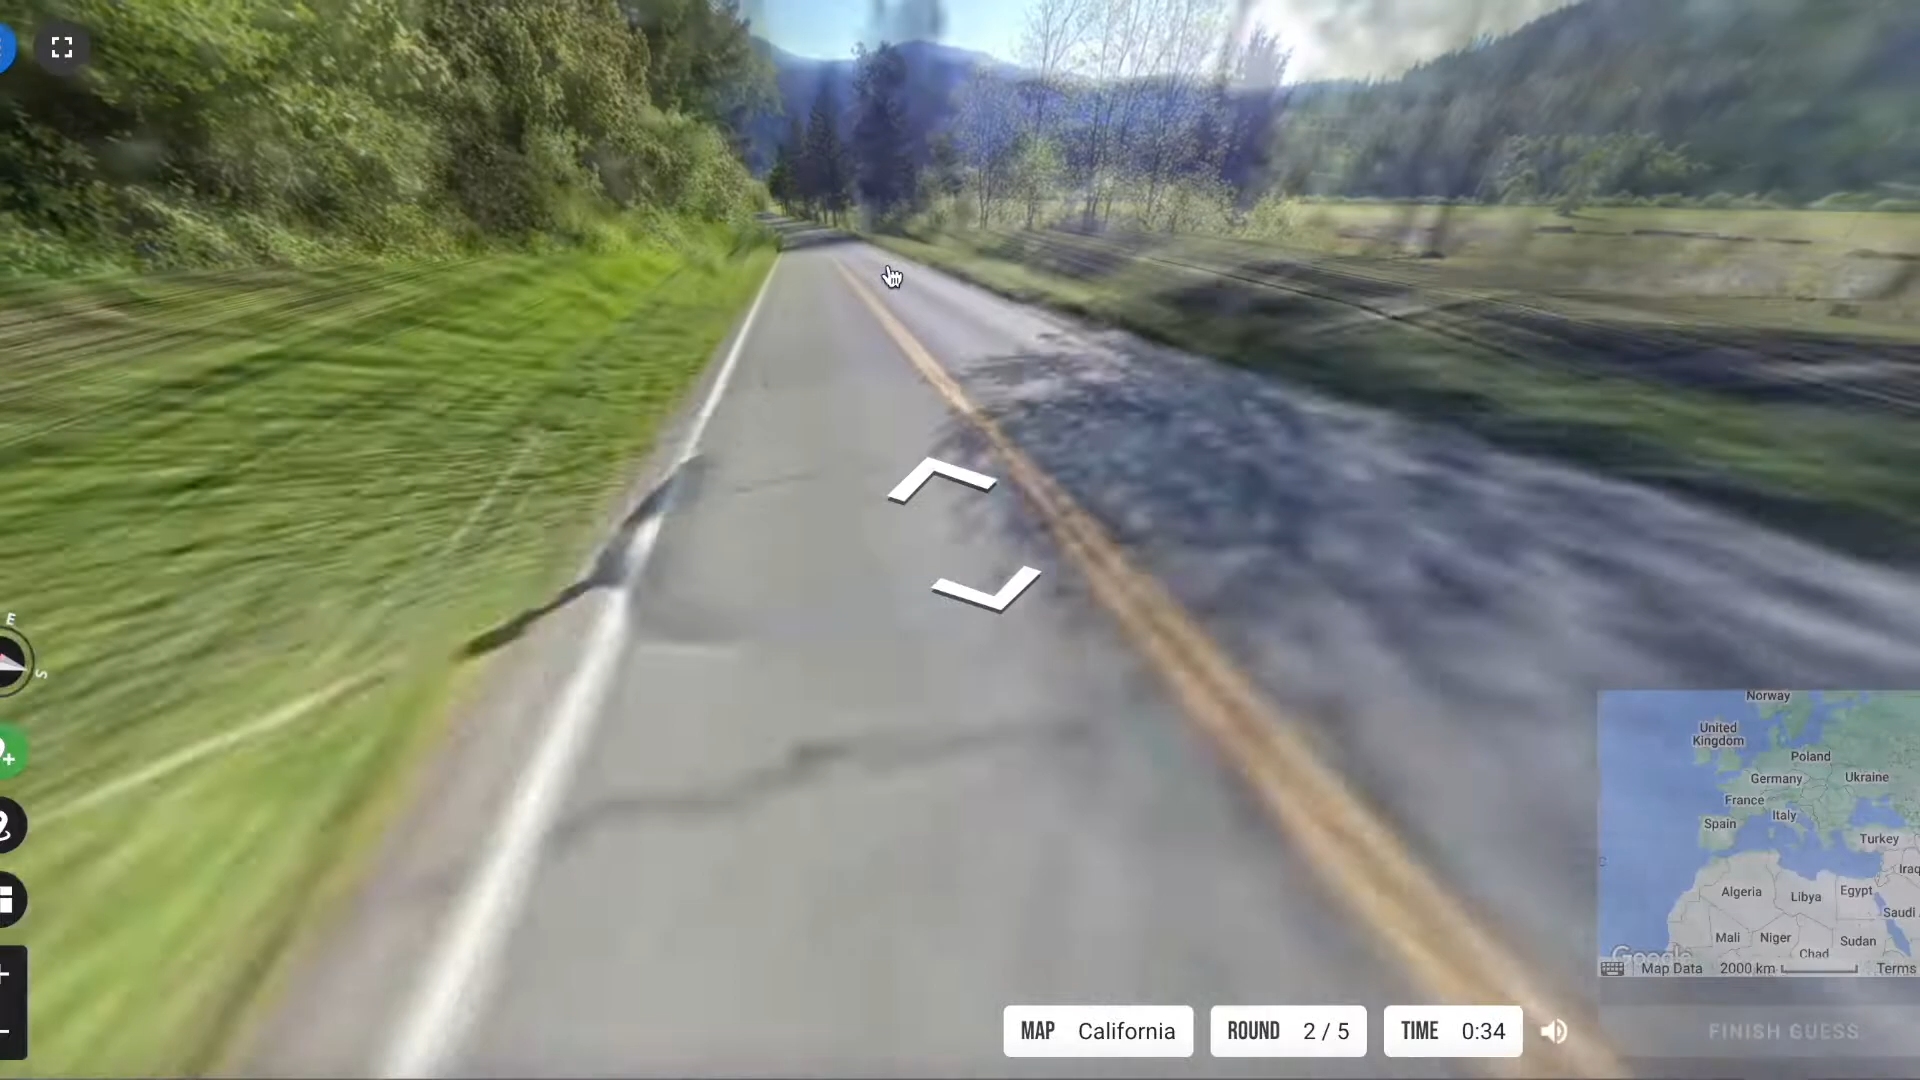 E
S
Norway
United
Kingdom
Poland
Germany
Ukraine
France
Italy
Spain
Turkey
Iraq
Algeria
Libya
Egypt
Saudi
Mali
Niger
Sudan
Chad
Google
Map Data
2000 km
Terms
MAP California
ROUND 2 / 5
TIME 0:34
FINISH GUESS